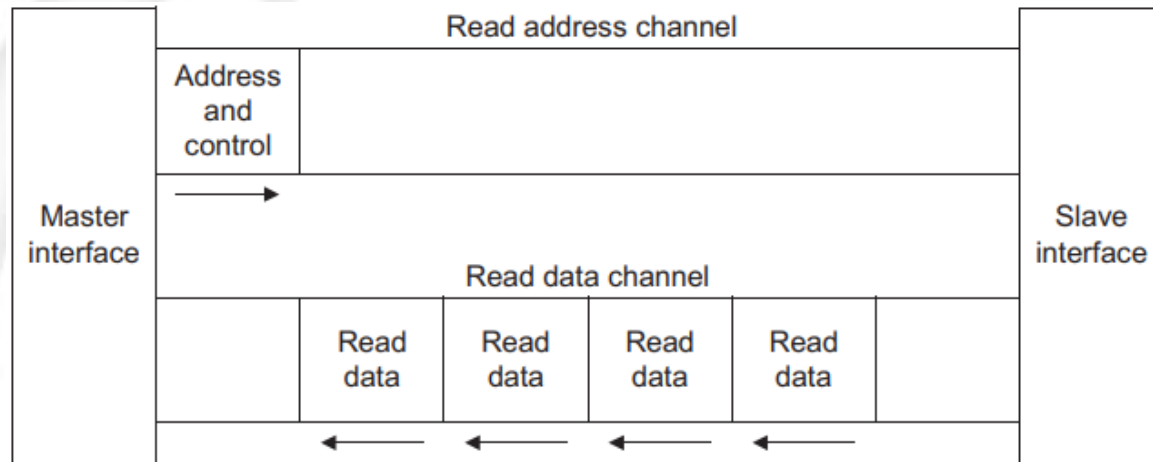 Read address channel
Address
and
control
Master
interface
Slave
interface
Read data channel
Read
data
Read
data
Read
data
Read
data